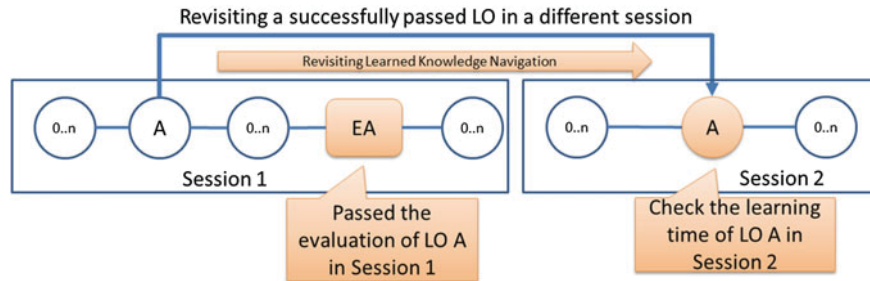 Revisiting a successfully passed LO in a different session
Revisiting Learned Knowledge Navigation
0..n
A
0..n
EA
0..n
0..n
A
0..n
Session 1
Session 2
Passed the
evaluation of LO A
in Session 1
Check the learning
time of LO A in
Session 2